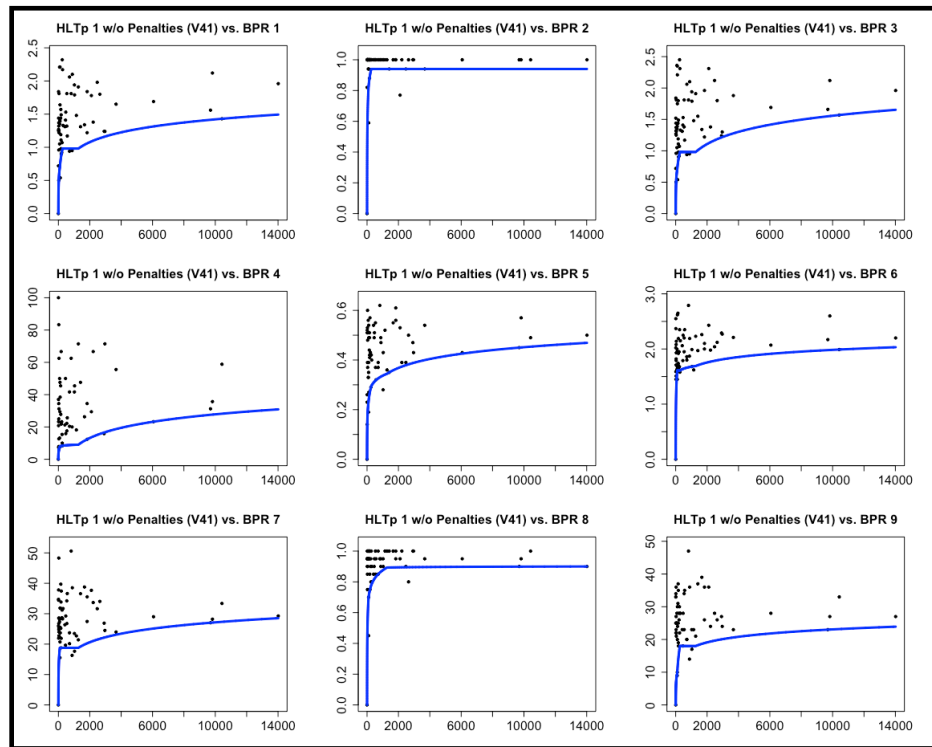 HLTp 1 w/o Penalties (V41) vs. BPR 1
HLTp 1 w/o Penalties (V41) vs. BPR 2
HLTp 1 w/o Penalties (V41) vs. BPR 3
2.5
2.0
1.5
1.0
0.5
0.0
0 2000 6000 10000 14000
1.0
0.8
0.6
0.4
0.2
0.0
0 2000 6000 10000 14000
2.5
2.0
1.5
1.0
0.5
0.0
0 2000 6000 10000 14000
HLTp 1 w/o Penalties (V41) vs. BPR 4
HLTp 1 w/o Penalties (V41) vs. BPR 5
HLTp 1 w/o Penalties (V41) vs. BPR 6
100
80
60
40
20
0
0 2000 6000 10000 14000
0.6
0.4
0.2
0.0
0 2000 6000 10000 14000
3.0
2.0
1.0
0.0
0 2000 6000 10000 14000
HLTp 1 w/o Penalties (V41) vs. BPR 7
HLTp 1 w/o Penalties (V41) vs. BPR 8
HLTp 1 w/o Penalties (V41) vs. BPR 9
50
40
30
20
10
0
0 2000 6000 10000 14000
1.0
0.8
0.6
0.4
0.2
0.0
0 2000 6000 10000 14000
50
40
30
20
10
0
0 2000 6000 10000 14000